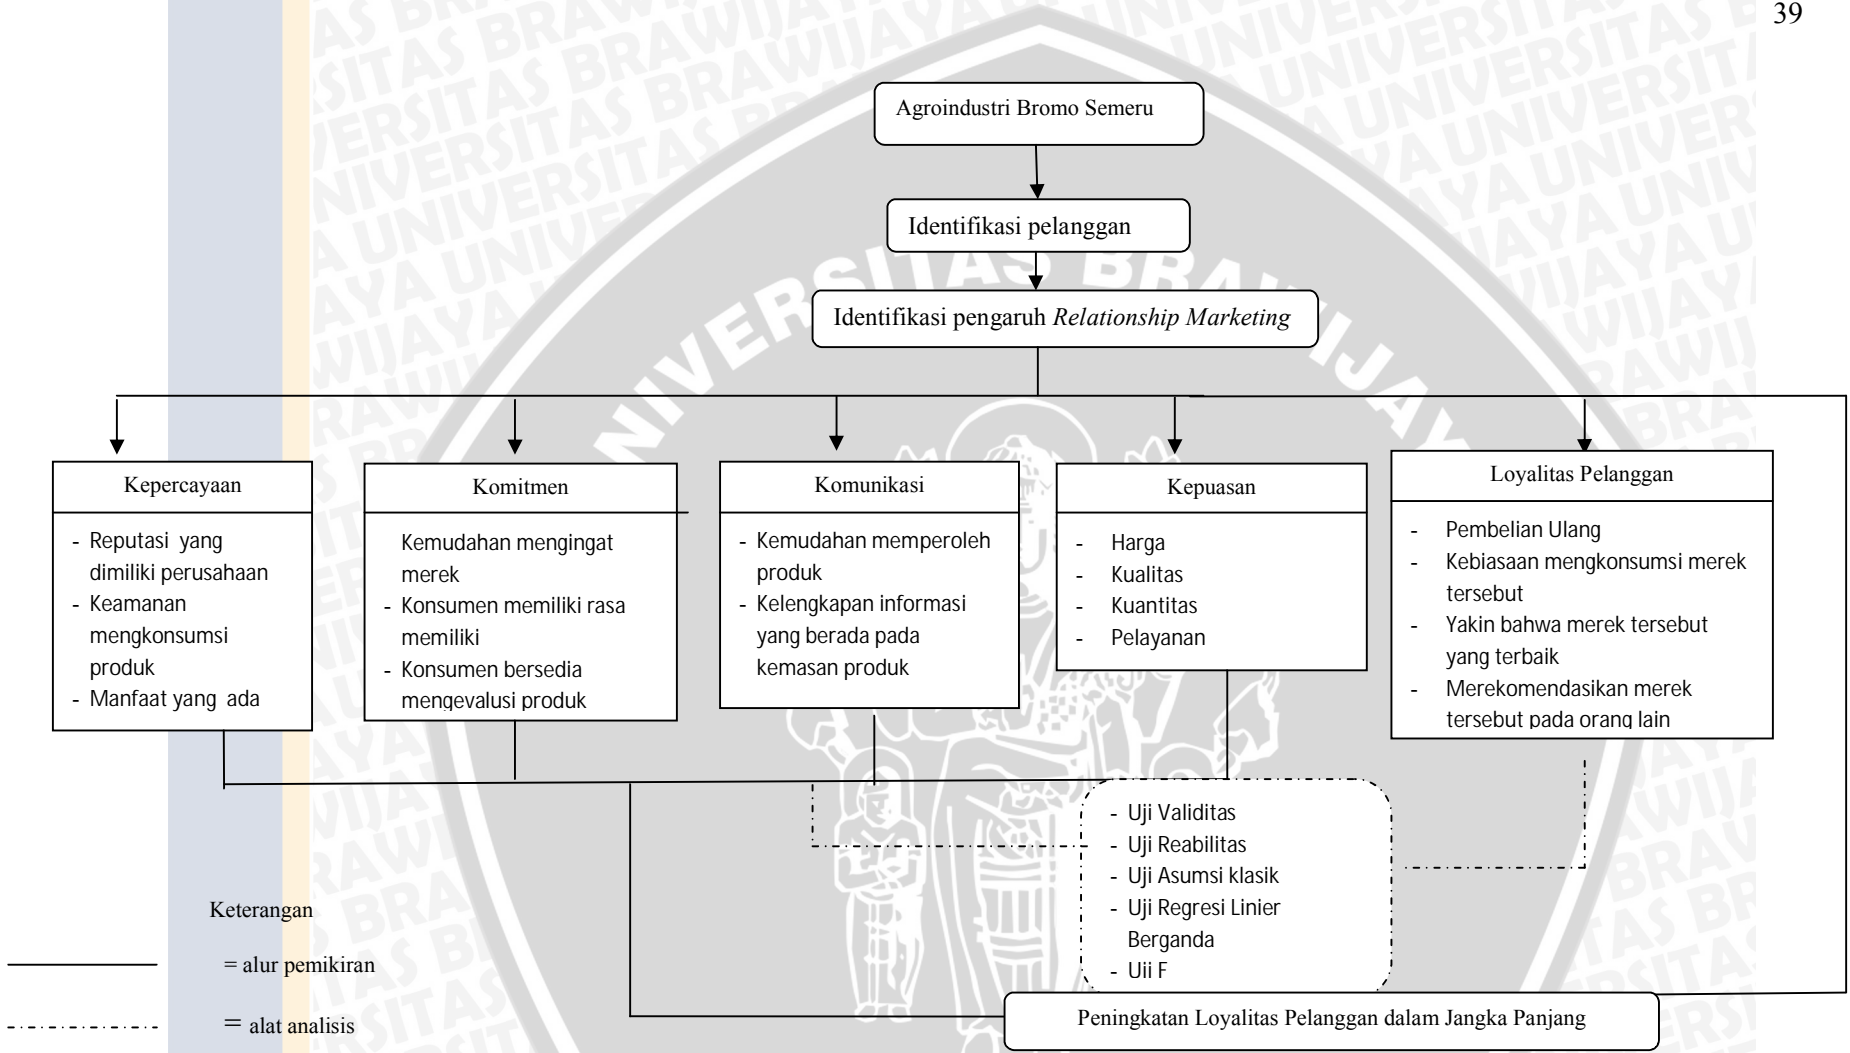 39
Agroindustri Bromo Semeru
Identifikasi pelanggan
Identifikasi pengaruh Relationship Marketing
Kepercayaan
- Reputasi yang
dimiliki perusahaan
- Keamanan
mengkonsumsi
produk
- Manfaat yang ada
Komitmen
Kemudahan mengingat
merek
- Konsumen memiliki rasa
memiliki
- Konsumen bersedia
mengevalusi produk
Komunikasi
- Kemudahan memperoleh
produk
- Kelengkapan informasi
yang berada pada
kemasan produk
Kepuasan
- Harga
- Kualitas
- Kuantitas
- Pelayanan
Loyalitas Pelanggan
- Pembelian Ulang
- Kebiasaan mengkonsumsi merek
tersebut
- Yakin bahwa merek tersebut
yang terbaik
- Merekomendasikan merek
tersebut pada orang lain
- Uji Validitas
- Uji Reabilitas
- Uji Asumsi klasik
- Uji Regresi Linier
Berganda
- Uji F
Keterangan
= alur pemikiran
= alat analisis
Peningkatan Loyalitas Pelanggan dalam Jangka Panjang